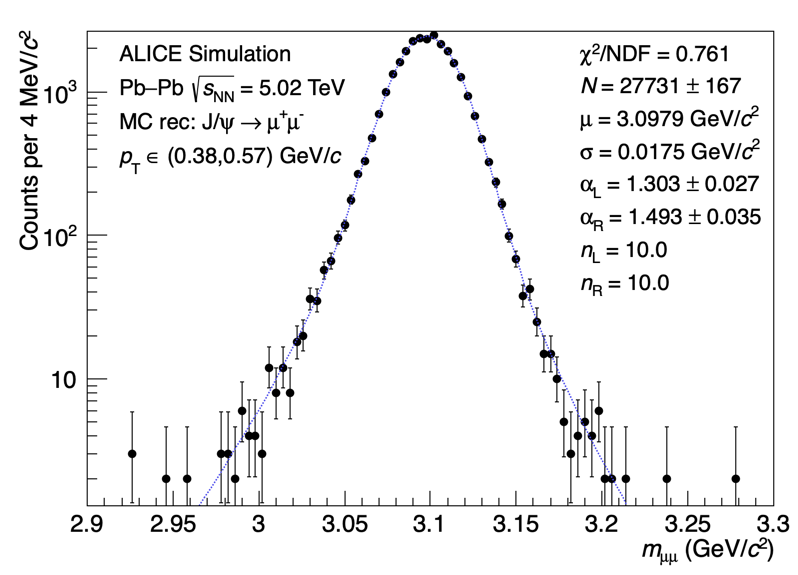 ALICE Simulation
Pb–Pb √sNN = 5.02 TeV
MC rec: J/ψ → μ⁺μ⁻
pT ∈ (0.38,0.57) GeV/c
χ²/NDF = 0.761
N = 27731 ± 167
μ = 3.0979 GeV/c²
σ = 0.0175 GeV/c²
αL = 1.303 ± 0.027
αR = 1.493 ± 0.035
nL = 10.0
nR = 10.0
Counts per 4 MeV/c²
10³
10²
10
2.9 2.95 3 3.05 3.1 3.15 3.2 3.25 3.3
mμμ (GeV/c²)